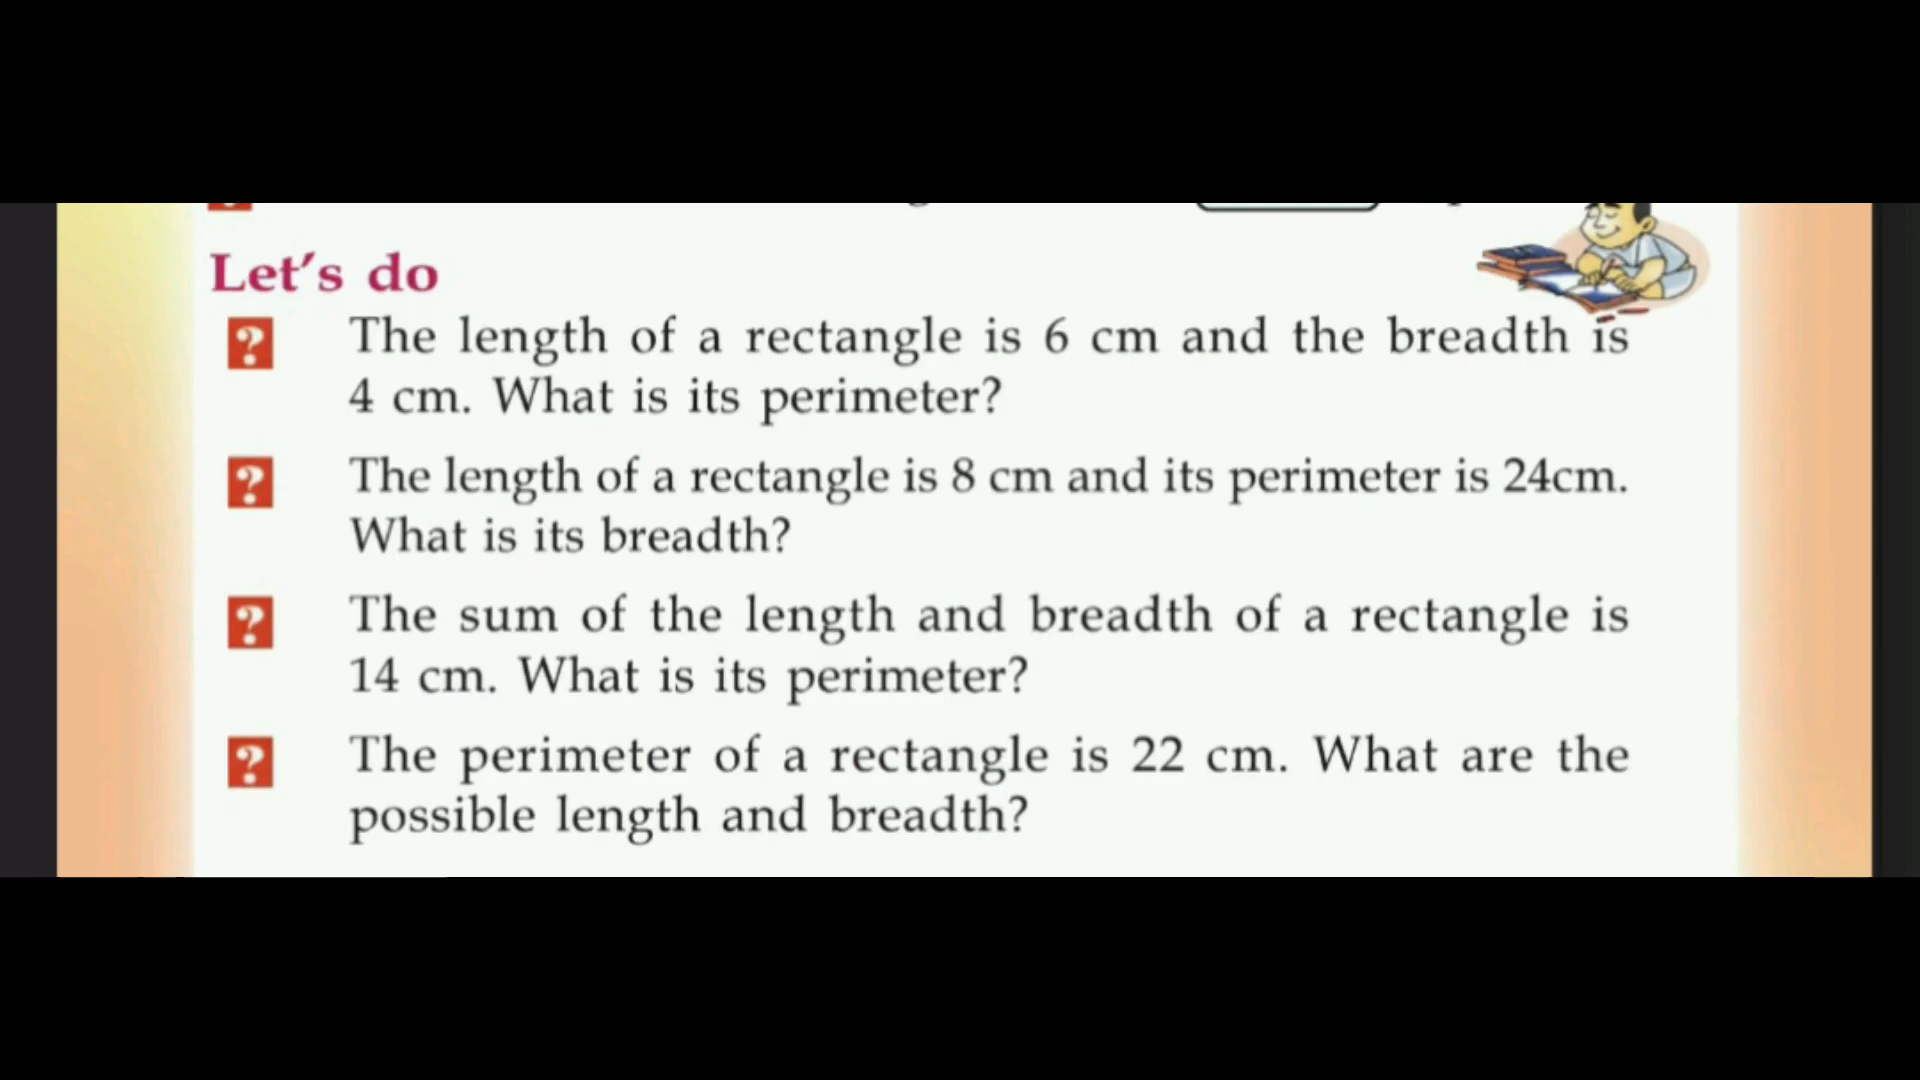 Let's do
? The length of a rectangle is 6 cm and the breadth is
4 cm. What is its perimeter?
? The length of a rectangle is 8 cm and its perimeter is 24cm.
What is its breadth?
? The sum of the length and breadth of a rectangle is
14 cm. What is its perimeter?
? The perimeter of a rectangle is 22 cm. What are the
possible length and breadth?